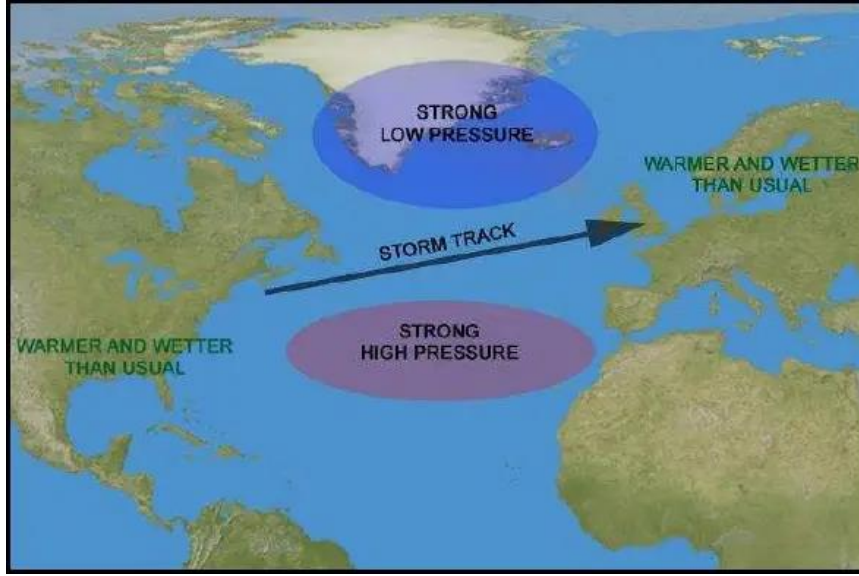 STRONG
LOW PRESSURE
WARMER AND WETTER
THAN USUAL
STORM TRACK
STRONG
HIGH PRESSURE
WARMER AND WETTER
THAN USUAL